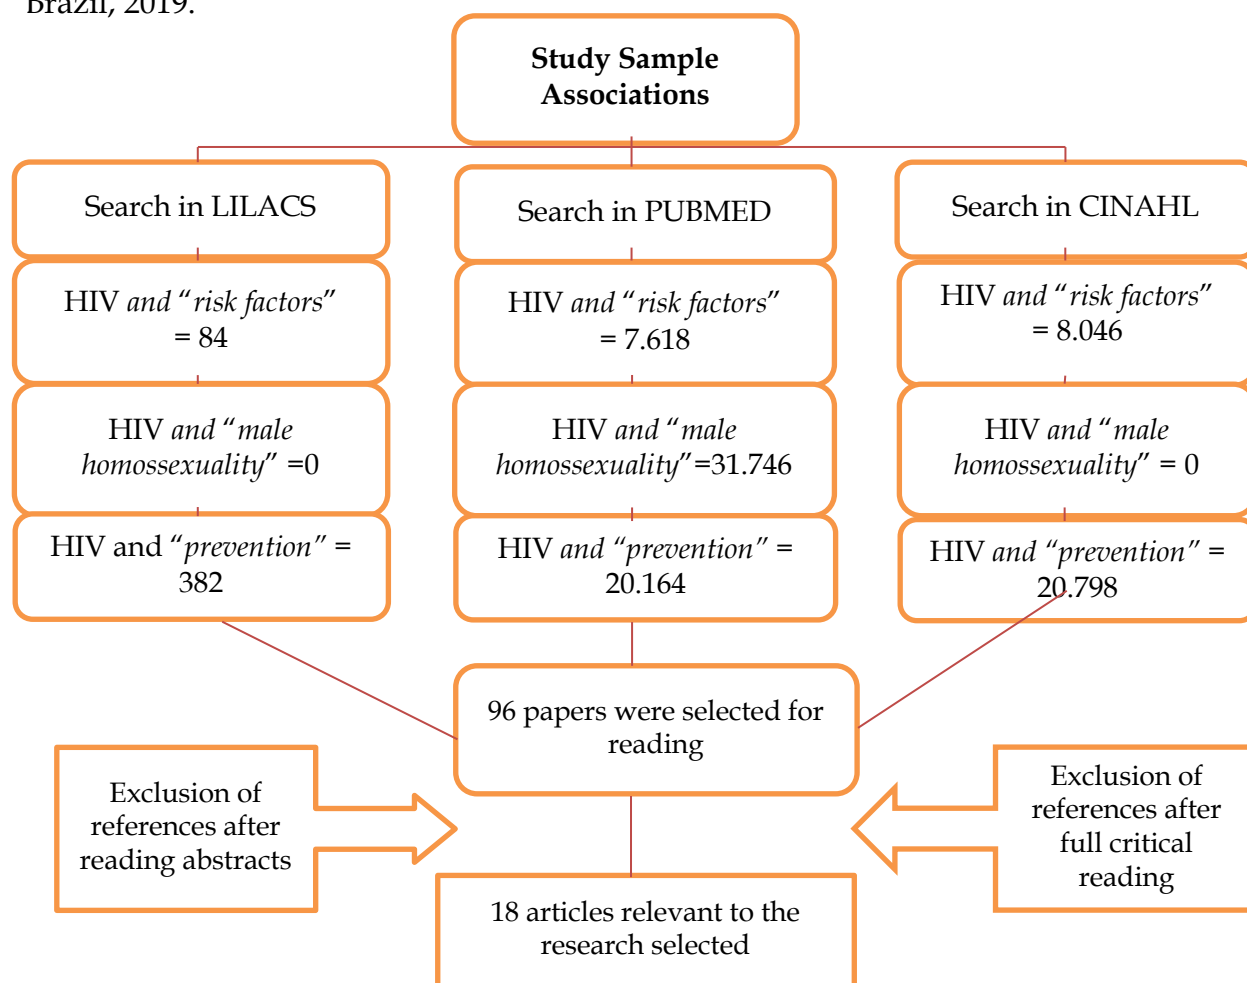 Brazil, 2019.
Study Sample
Associations
Search in LILACS
Search in PUBMED
Search in CINAHL
HIV and “risk factors”
= 84
HIV and “risk factors”
= 7.618
HIV and “risk factors”
= 8.046
HIV and “male
homossexuality” =0
HIV and “male
homossexuality”=31.746
HIV and “male
homossexuality” = 0
HIV and “prevention” =
382
HIV and “prevention” =
20.164
HIV and “prevention” =
20.798
96 papers were selected for
reading
Exclusion of
references after
reading abstracts
Exclusion of
references after
full critical
reading
18 articles relevant to the
research selected